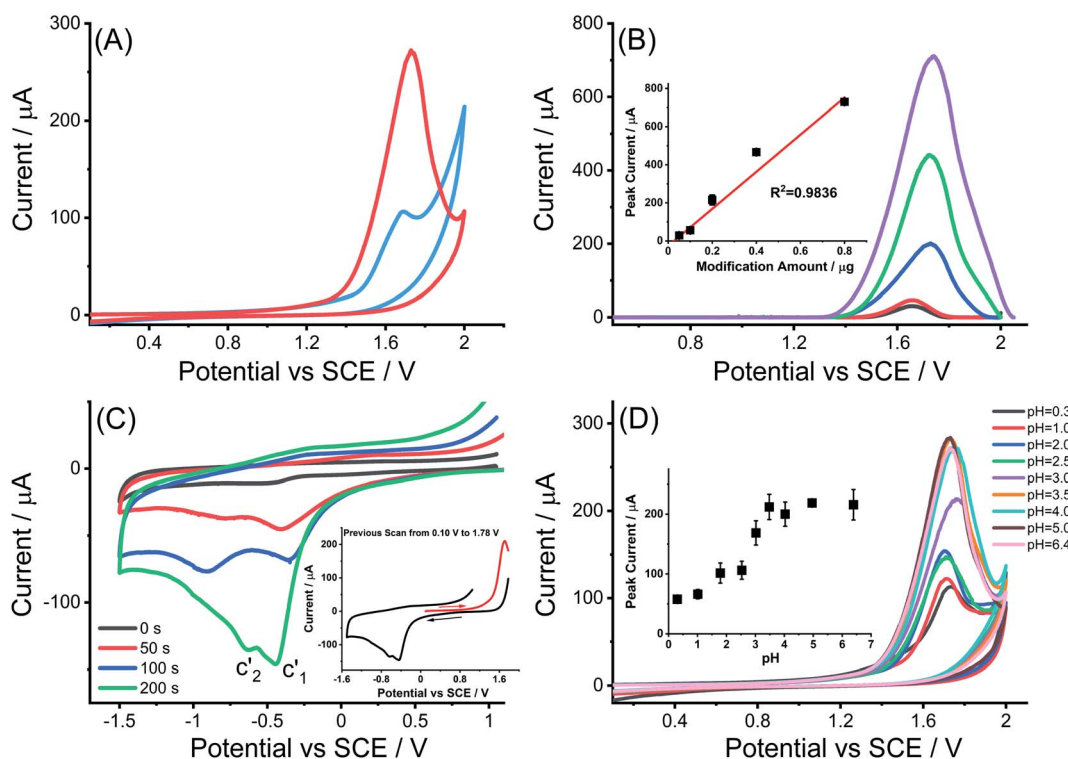 (A)
Current / μA
300
200
100
0
0.4
0.8
1.2
1.6
2
Potential vs SCE / V
(B)
Current / μA
800
600
400
200
0
0.8
1.2
1.6
2
Potential vs SCE / V
Peak Current / μA
800
600
400
200
0
0.0
0.2
0.4
0.6
0.8
Modification Amount / μg
R²=0.9836
(C)
Current / μA
0
-100
-1.5
-1
-0.5
0
0.5
1
Potential vs SCE / V
0 s
50 s
100 s
200 s
c'₂
c'₁
Previous Scan from 0.10 V to 1.78 V
Current / μA
200
100
0
-100
-1.6
-0.8
0
0.8
1.6
Potential vs SCE / V
(D)
Current / μA
300
200
100
0
0.4
0.8
1.2
1.6
2
Potential vs SCE / V
pH=0.3
pH=1.0
pH=2.0
pH=2.5
pH=3.0
pH=3.5
pH=4.0
pH=5.0
pH=6.4
Peak Current / μA
200
100
0
0
1
2
3
4
5
6
7
pH